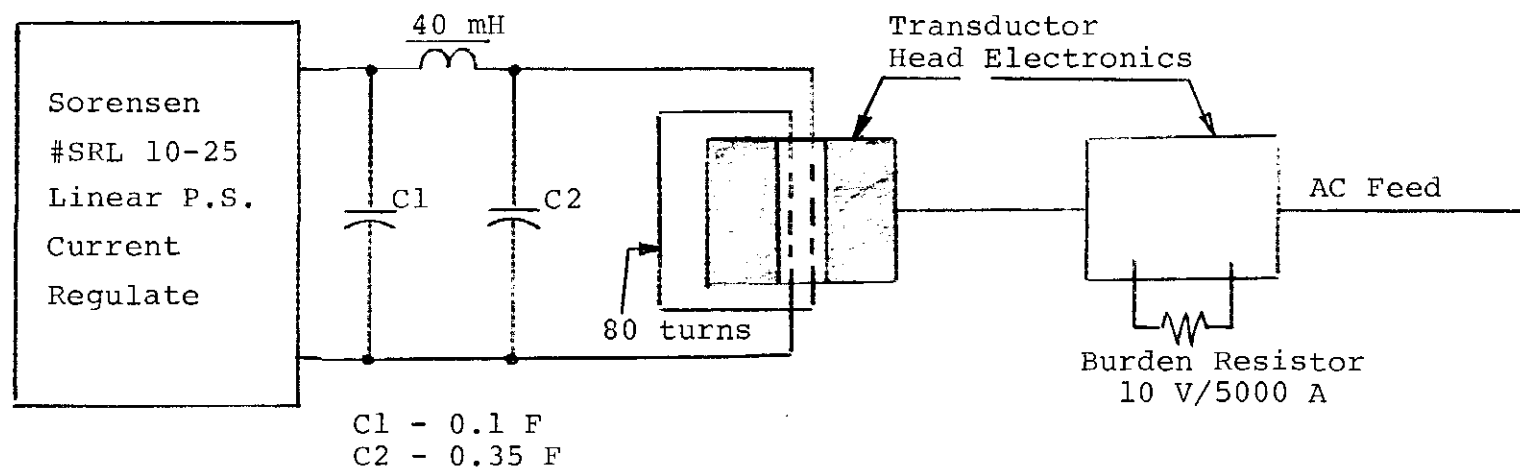 Sorensen
#SRL 10-25
Linear P.S.
Current
Regulate
40 mH
C1
C2
80 turns
Transductor
Head Electronics
AC Feed
Burden Resistor
10 V/5000 A
C1 - 0.1 F
C2 - 0.35 F